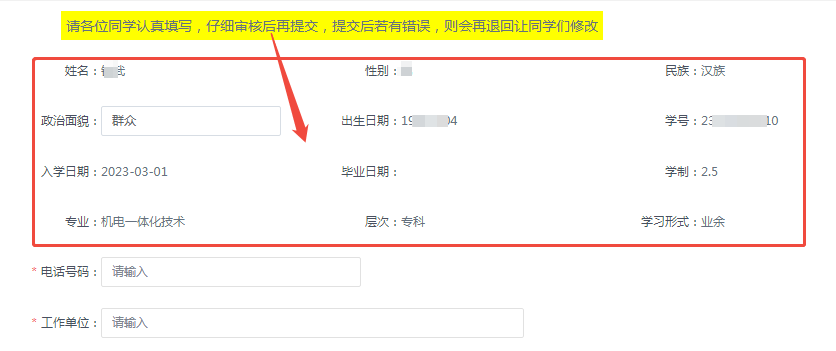 请各位同学认真填写，仔细审核后再提交，提交后若有错误，则会再退回让同学们修改
姓名： 性别： 民族：汉族
政治面貌： 群众 出生日期：19 04 学号：23 10
入学日期：2023-03-01 毕业日期： 学制：2.5
专业：机电一体化技术 层次：专科 学习形式：业余
* 电话号码： 请输入
* 工作单位： 请输入